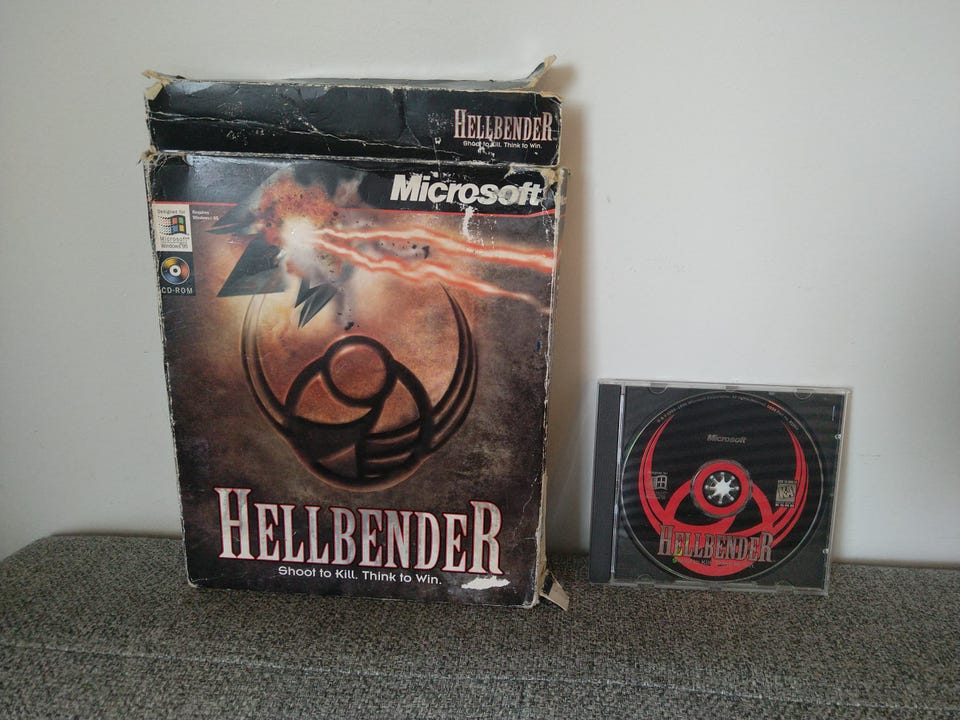 HELLBENDER
Shoot to Kill. Think to Win.
Microsoft
Designed for
Microsoft
Windows 95
Requires
Windows 95
CD-ROM
HELLBENDER
Shoot to Kill. Think to Win.
Microsoft
HELLBENDER